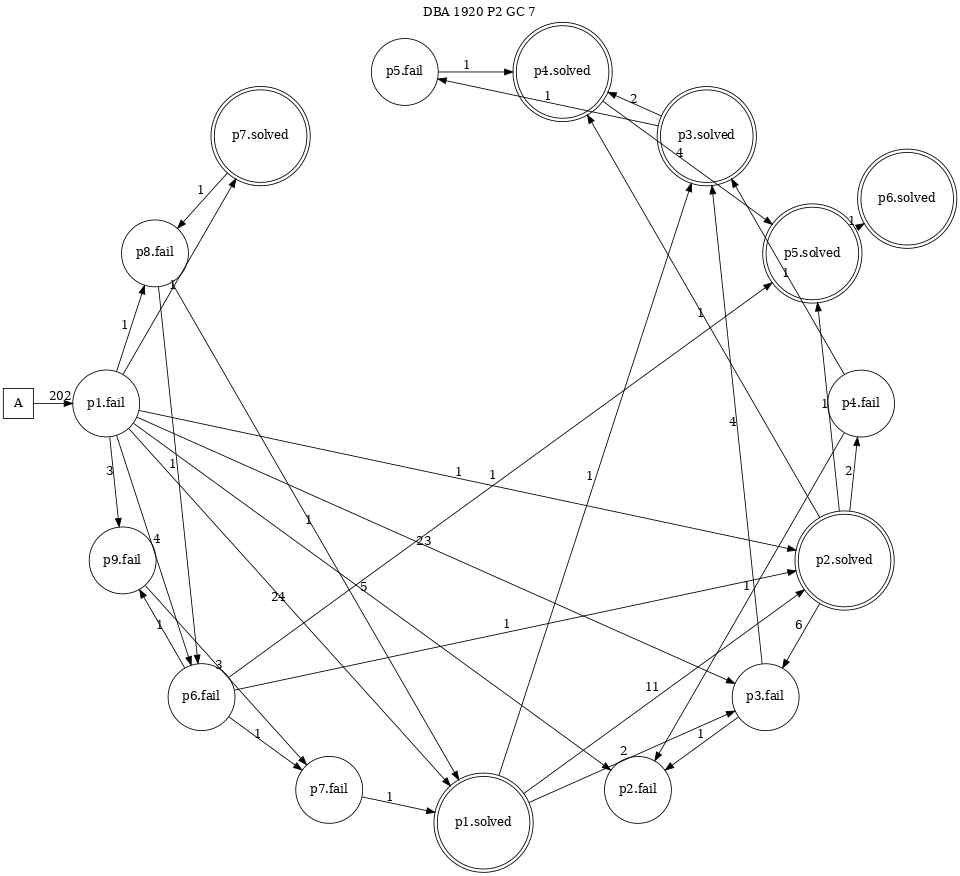 DBA 1920 P2 GC 7
p5.fail
1
p4.solved
2
1
p3.solved
p7.solved
4
1
p6.solved
1
p8.fail
p5.solved
1
1
1
1
A
202
p1.fail
1
p4.fail
4
3
1
1
1
1
2
4
23
1
p9.fail
p2.solved
24
5
1
1
1
6
3
p6.fail
11
p3.fail
1
2
1
p7.fail
1
p2.fail
p1.solved